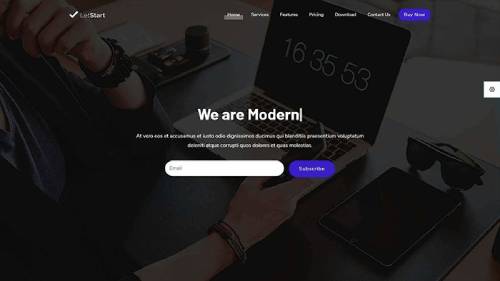 LetStart
Home
Services
Features
Pricing
Download
Contact Us
Buy Now
16 35 53
We are Modern|
At vero eos et accusamus et iusto odio dignissimos ducimus qui blanditiis praesentium voluptatum
deleniti atque corrupti quos dolores et quas molestias.
Email
Subscribe